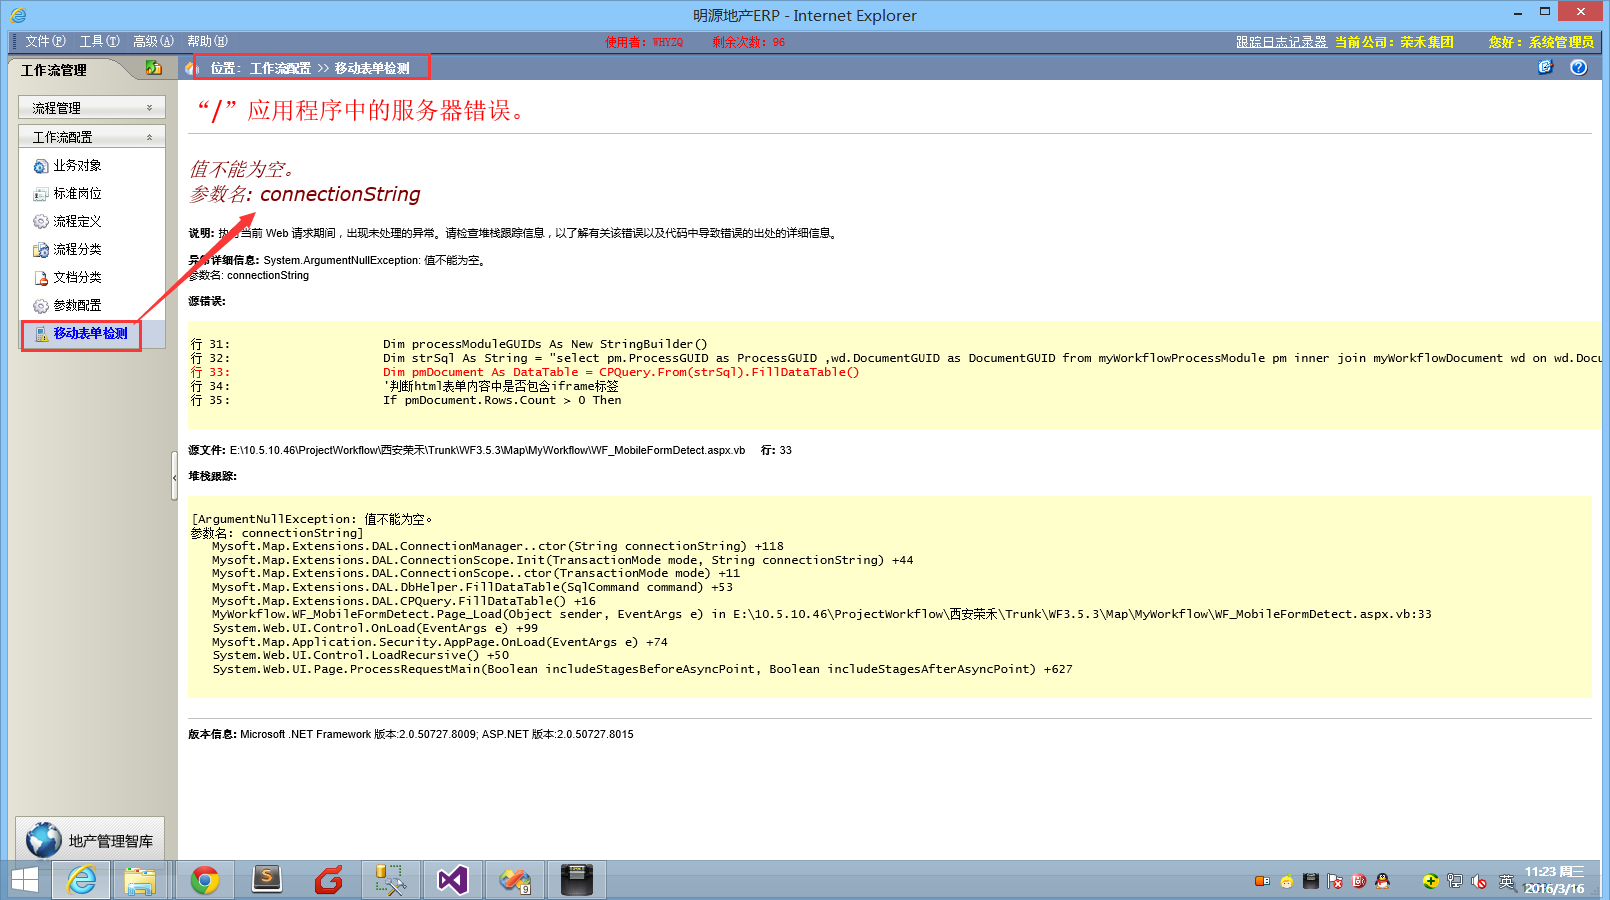 明源地产ERP - Internet Explorer
文件(F) 工具(T) 高级(A) 帮助(H)
使用者: WHYZQ 剩余次数: 96
跟踪日志记录器 当前公司: 荣禾集团 您好: 系统管理员
工作流管理
位置: 工作流配置 >> 移动表单检测
流程管理
工作流配置
业务对象
标准岗位
流程定义
流程分类
文档分类
参数配置
移动表单检测
地产管理智库
“/”应用程序中的服务器错误。
值不能为空。
参数名: connectionString
说明: 执行当前 Web 请求期间，出现未处理的异常。请检查堆栈跟踪信息，以了解有关该错误以及代码中导致错误的出处的详细信息。
异常详细信息: System.ArgumentNullException: 值不能为空。
参数名: connectionString
源错误:
行 31: Dim processModuleGUIDs As New StringBuilder()
行 32: Dim strSql As String = "select pm.ProcessGUID as ProcessGUID ,wd.DocumentGUID as DocumentGUID from myWorkflowProcessModule pm inner join myWorkflowDocument wd on wd.Docu
行 33: Dim pmDocument As DataTable = CPQuery.From(strSql).FillDataTable()
行 34: '判断html表单内容中是否包含iframe标签
行 35: If pmDocument.Rows.Count > 0 Then
源文件: E:\10.5.10.46\ProjectWorkflow\西安荣禾\Trunk\WF3.5.3\Map\MyWorkflow\WF_MobileFormDetect.aspx.vb 行: 33
堆栈跟踪:
[ArgumentNullException: 值不能为空。
参数名: connectionString]
Mysoft.Map.Extensions.DAL.ConnectionManager..ctor(String connectionString) +118
Mysoft.Map.Extensions.DAL.ConnectionScope.Init(TransactionMode mode, String connectionString) +44
Mysoft.Map.Extensions.DAL.ConnectionScope..ctor(TransactionMode mode) +11
Mysoft.Map.Extensions.DAL.DbHelper.FillDataTable(SqlCommand command) +53
Mysoft.Map.Extensions.DAL.CPQuery.FillDataTable() +16
MyWorkflow.WF_MobileFormDetect.Page_Load(Object sender, EventArgs e) in E:\10.5.10.46\ProjectWorkflow\西安荣禾\Trunk\WF3.5.3\Map\MyWorkflow\WF_MobileFormDetect.aspx.vb:33
System.Web.UI.Control.OnLoad(EventArgs e) +99
Mysoft.Map.Application.Security.AppPage.OnLoad(EventArgs e) +74
System.Web.UI.Control.LoadRecursive() +50
System.Web.UI.Page.ProcessRequestMain(Boolean includeStagesBeforeAsyncPoint, Boolean includeStagesAfterAsyncPoint) +627
版本信息: Microsoft .NET Framework 版本:2.0.50727.8009; ASP.NET 版本:2.0.50727.8015
英
11:23 周三
2016/3/16